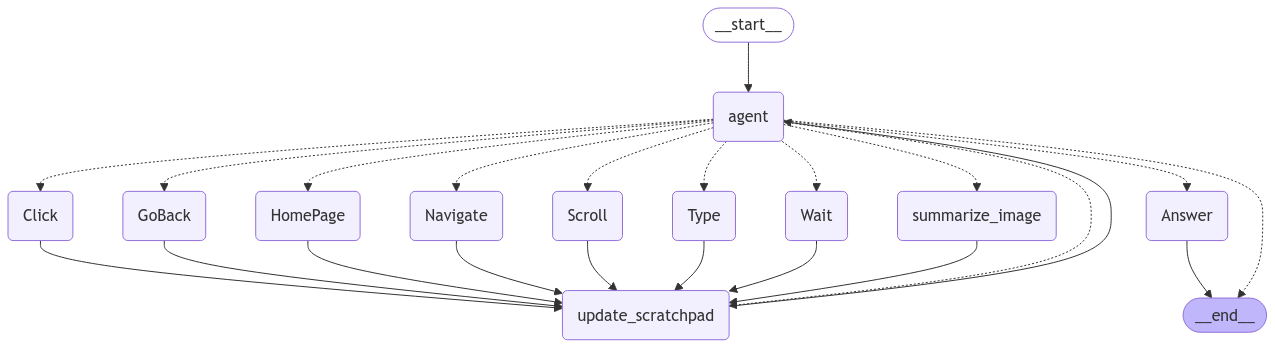 __start__
agent
Click
GoBack
HomePage
Navigate
Scroll
Type
Wait
summarize_image
Answer
update_scratchpad
__end__